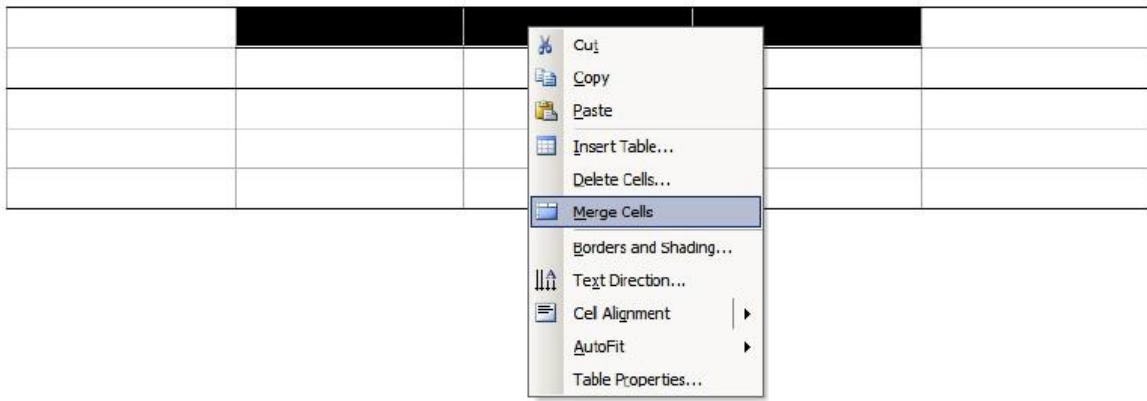 Cut
Copy
Paste
Insert Table...
Delete Cells...
Merge Cells
Borders and Shading...
Text Direction...
Cell Alignment
AutoFit
Table Properties...